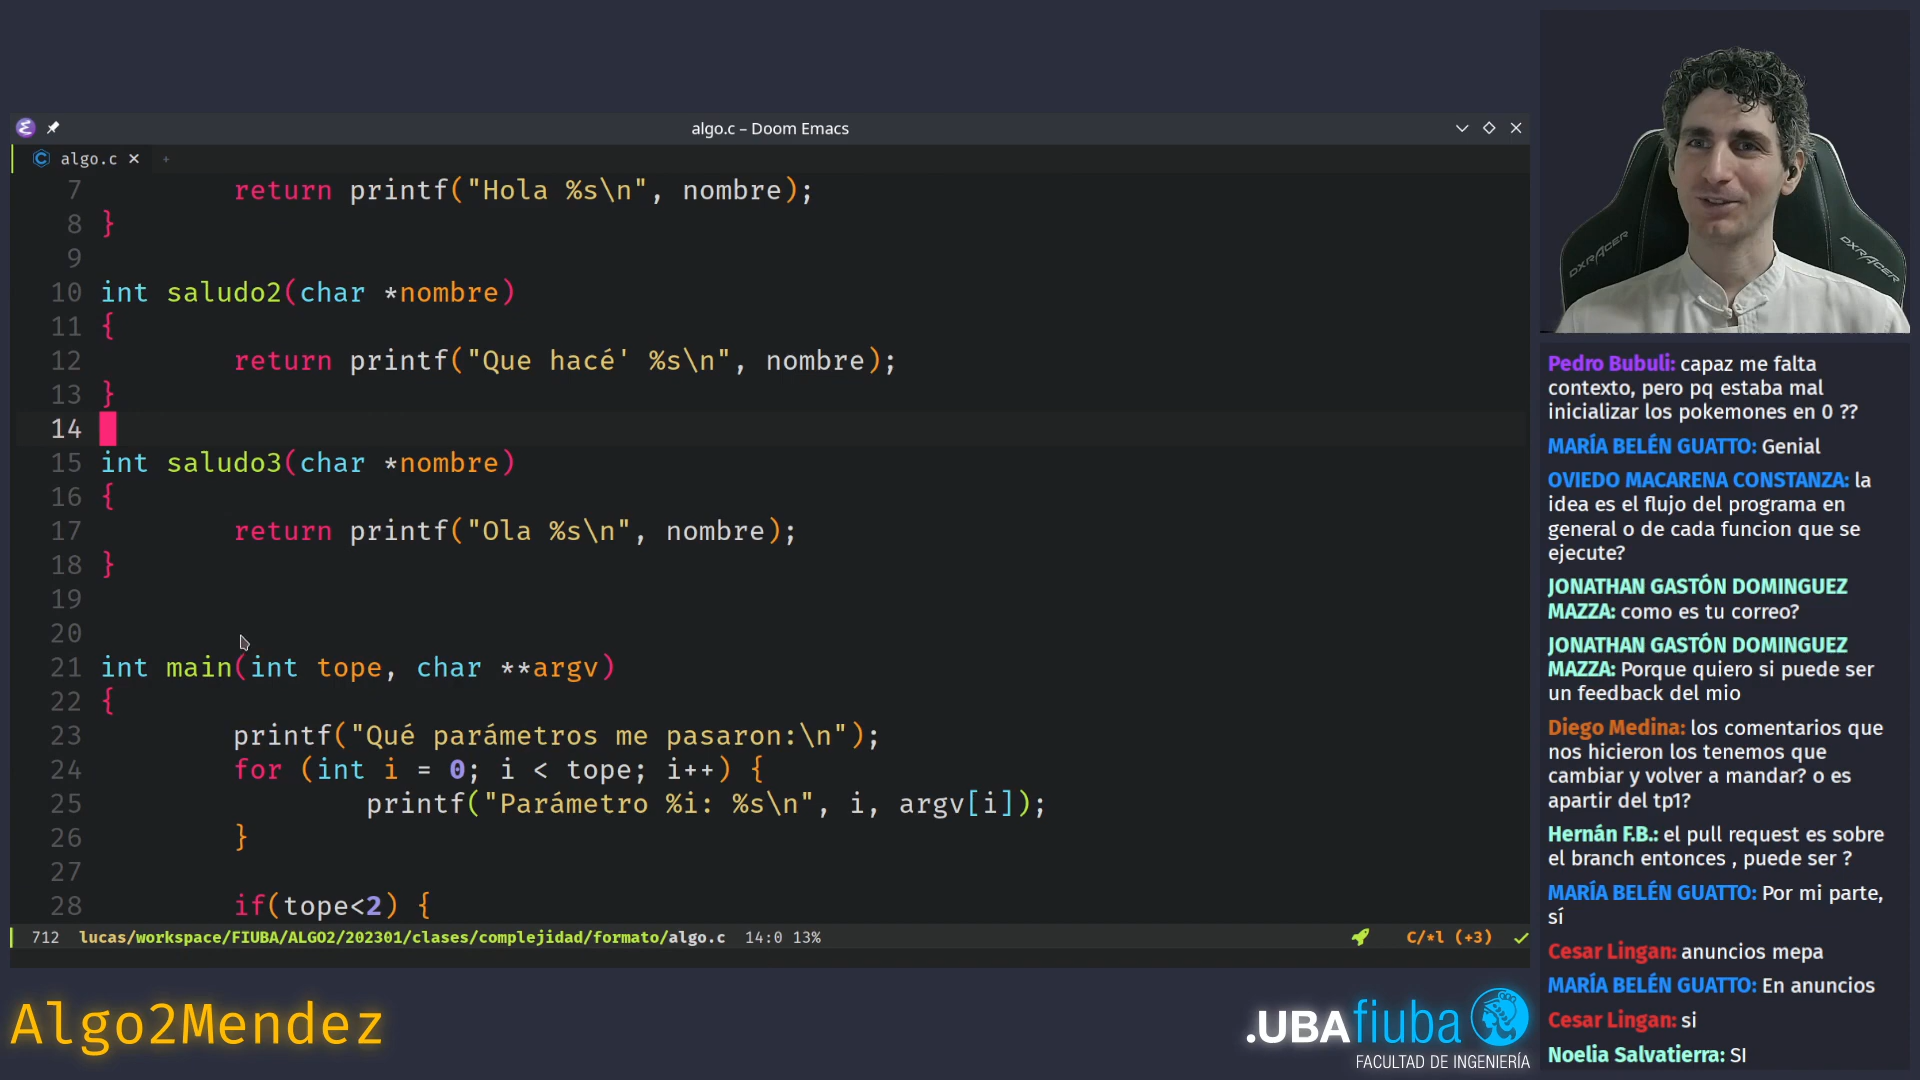 algo.c – Doom Emacs
algo.c
7 return printf("Hola %s\n", nombre);
8 }
9
10 int saludo2(char *nombre)
11 {
12 return printf("Que hacé' %s\n", nombre);
13 }
14
15 int saludo3(char *nombre)
16 {
17 return printf("Ola %s\n", nombre);
18 }
19
20
21 int main(int tope, char **argv)
22 {
23 printf("Qué parámetros me pasaron:\n");
24 for (int i = 0; i < tope; i++) {
25 printf("Parámetro %i: %s\n", i, argv[i]);
26 }
27
28 if(tope<2) {
712 lucas/workspace/FIUBA/ALGO2/202301/clases/complejidad/formato/algo.c 14:0 13% C/*l (+3)
Algo2Mendez
.UBAfiuba
FACULTAD DE INGENIERÍA
DXRACER
DXRACER
Pedro Bubuli: capaz me falta
contexto, pero pq estaba mal
inicializar los pokemones en 0 ??
MARÍA BELÉN GUATTO: Genial
OVIEDO MACARENA CONSTANZA: la
idea es el flujo del programa en
general o de cada funcion que se
ejecute?
JONATHAN GASTÓN DOMINGUEZ
MAZZA: como es tu correo?
JONATHAN GASTÓN DOMINGUEZ
MAZZA: Porque quiero si puede ser
un feedback del mio
Diego Medina: los comentarios que
nos hicieron los tenemos que
cambiar y volver a mandar? o es
apartir del tp1?
Hernán F.B.: el pull request es sobre
el branch entonces , puede ser ?
MARÍA BELÉN GUATTO: Por mi parte,
sí
Cesar Lingan: anuncios mepa
MARÍA BELÉN GUATTO: En anuncios
Cesar Lingan: si
Noelia Salvatierra: SI